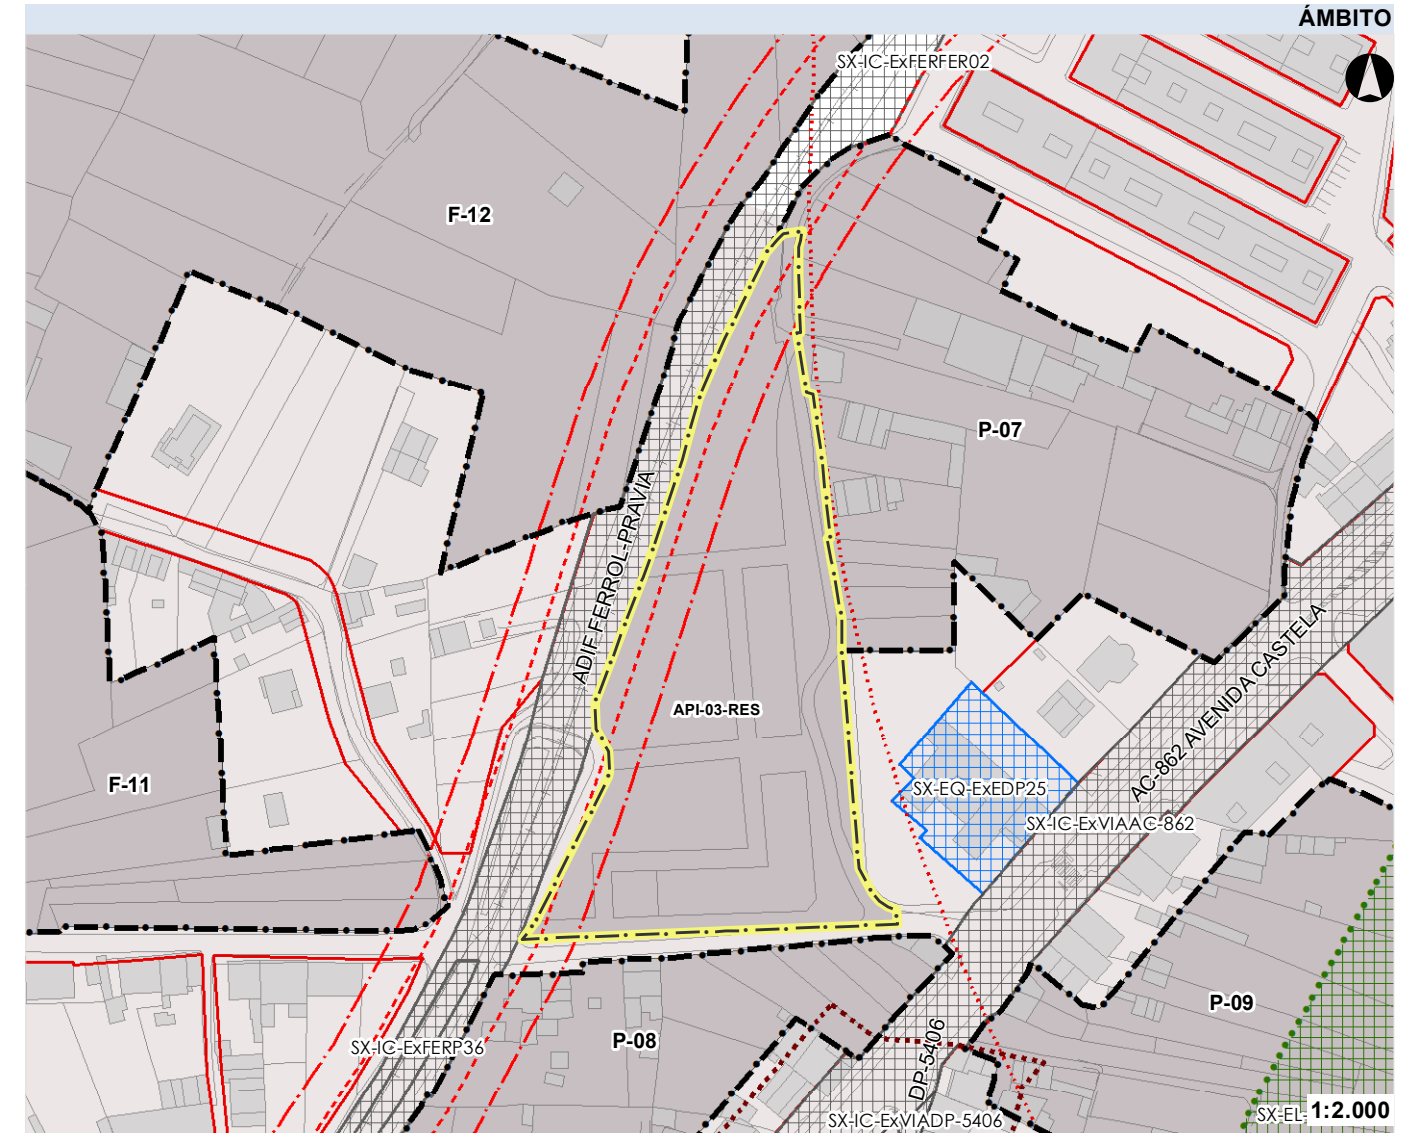 ÁMBITO
SX-IC-ExFERFER02
F-12
P-07
ADIF FERROL-PRAVIA
API-03-RES
AC-862 AVENIDA CASTELA
F-11
SX-EQ-ExEDP25
SX-IC-ExVIAAC-862
P-09
SX-IC-ExFERP36
P-08
DP-5406
SX-IC-ExVIADP-5406
SX-EL-
1:2.000